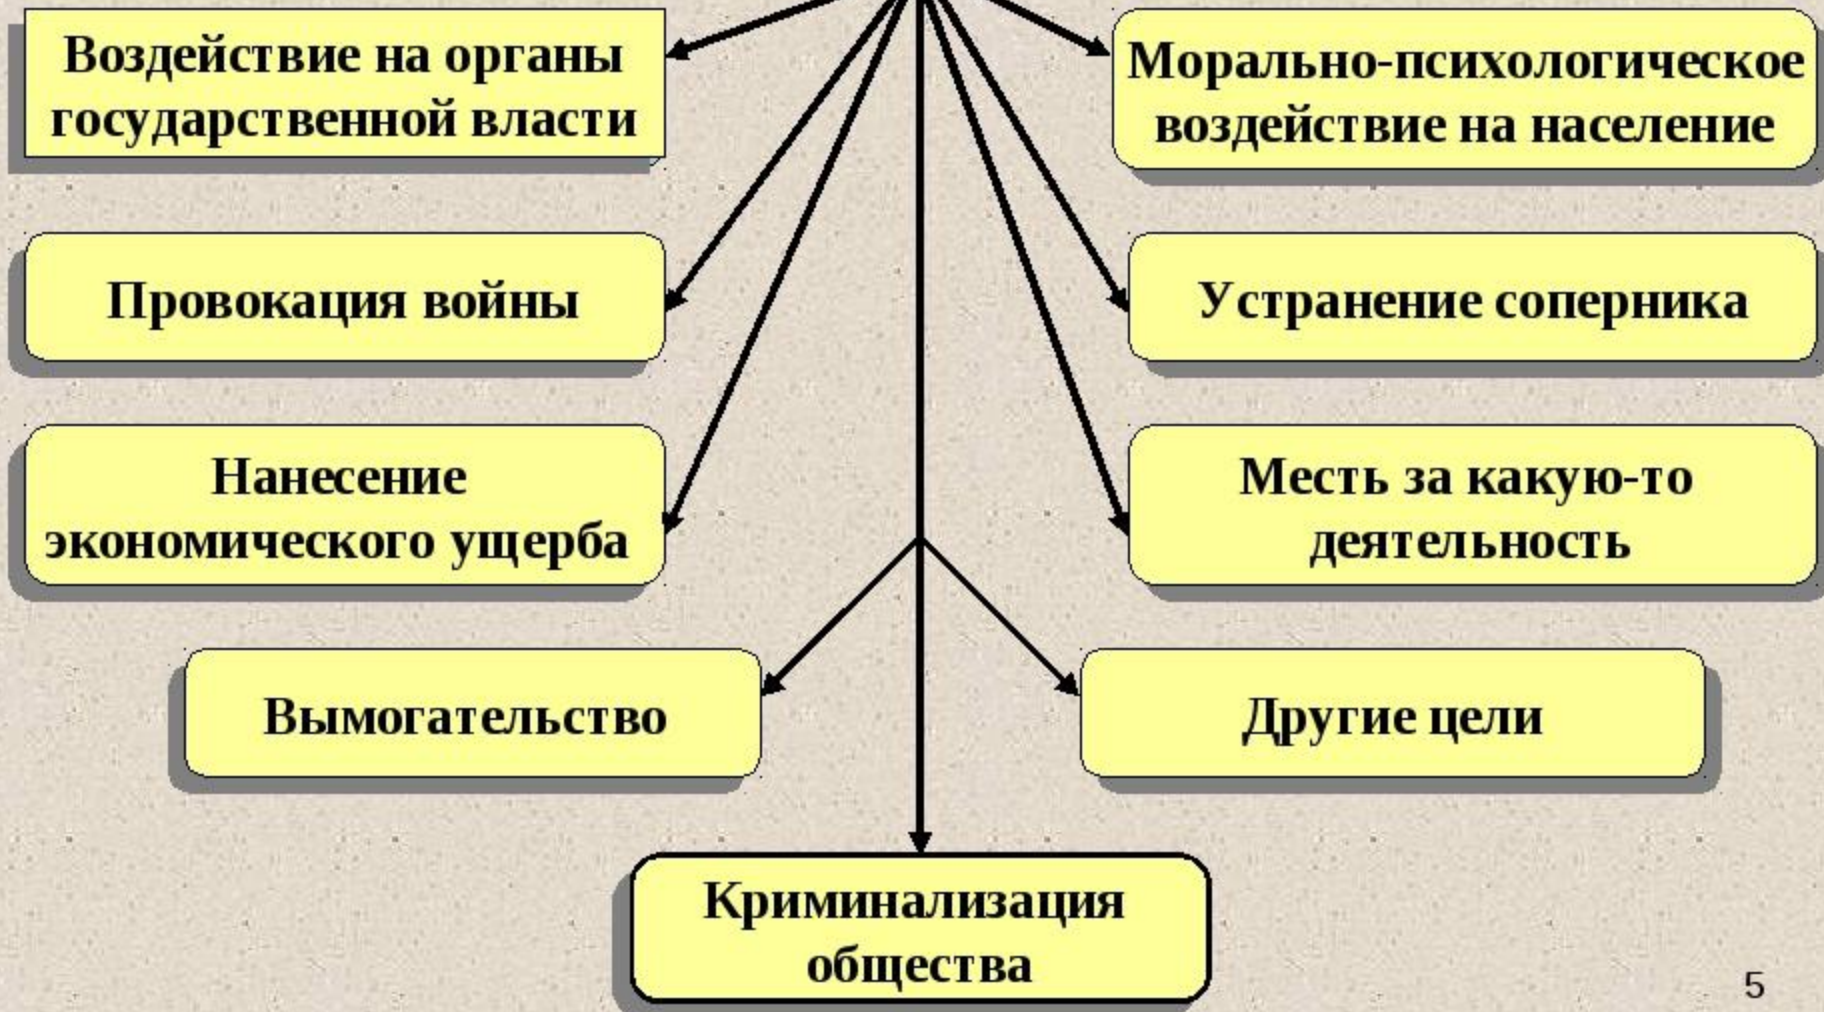 Воздействие на органы
государственной власти
Морально-психологическое
воздействие на население
Провокация войны
Устранение соперника
Нанесение
экономического ущерба
Месть за какую-то
деятельность
Вымогательство
Другие цели
Криминализация
общества
5